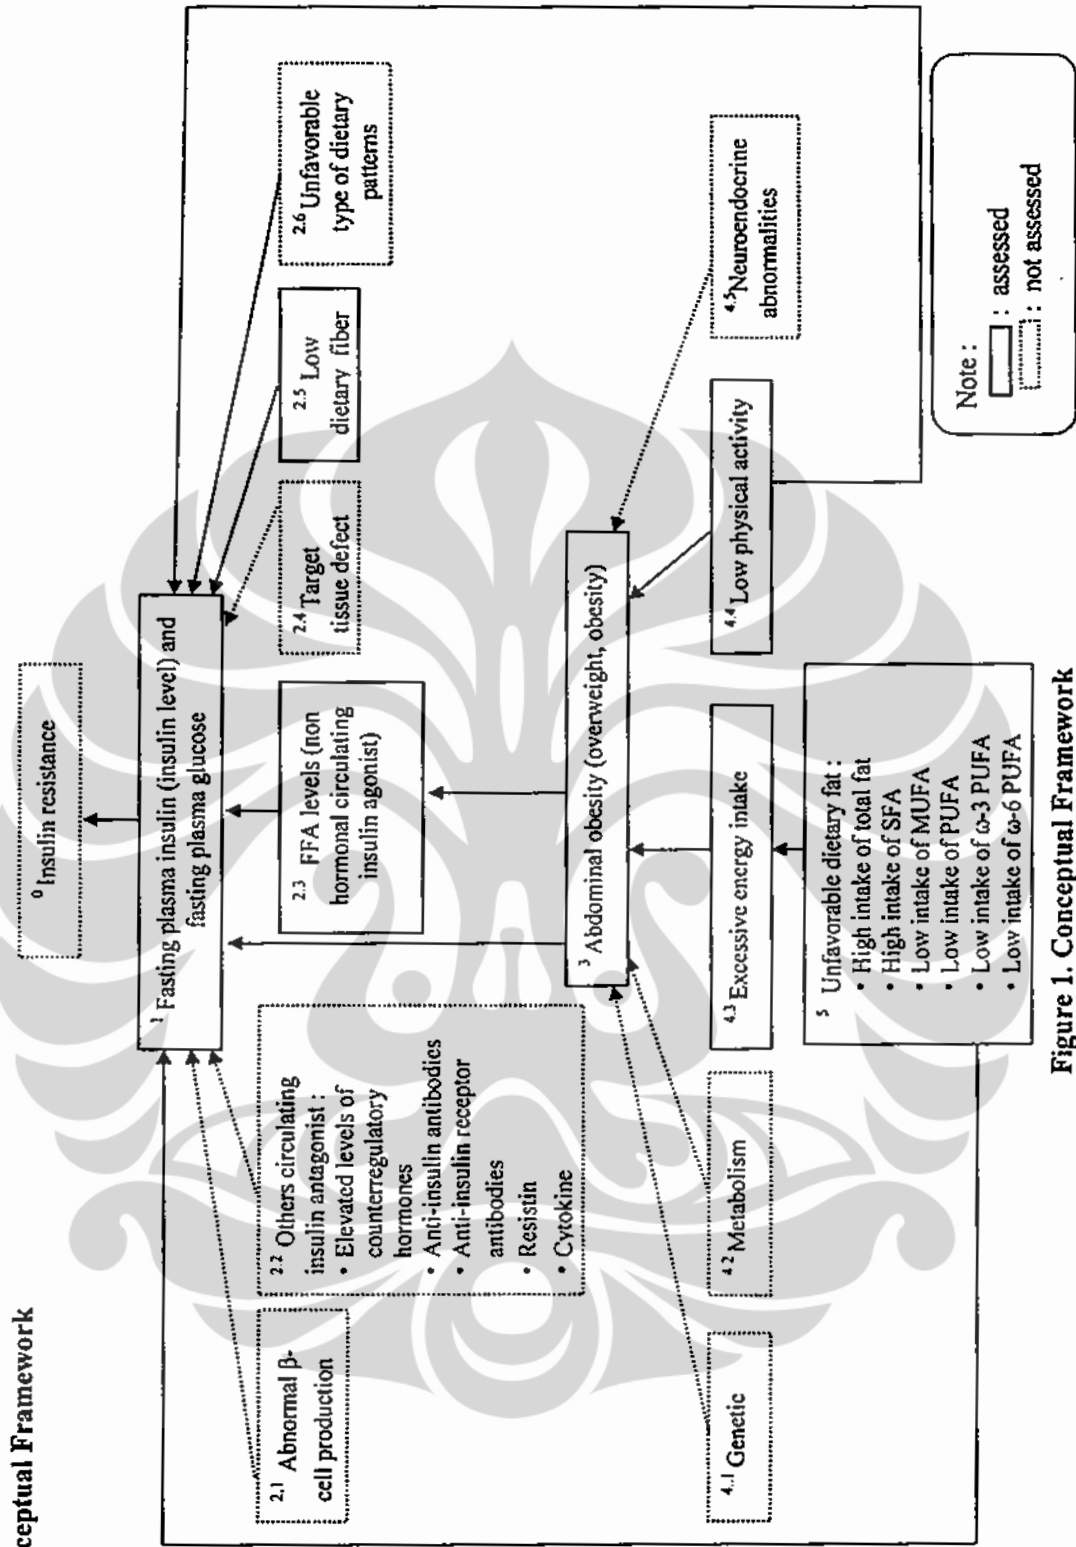 ceptual Framework
0 Insulin resistance
1 Fasting plasma insulin (insulin level) and
fasting plasma glucose
2.1 Abnormal β-
cell production
2.2 Others circulating
insulin antagonist :
• Elevated levels of
counterregulatory
hormones
• Anti-insulin antibodies
• Anti-insulin receptor
antibodies
• Resistin
• Cytokine
2.3 FFA levels (non
hormonal circulating
insulin agonist)
2.4 Target
tissue defect
2.5 Low
dietary fiber
2.6 Unfavorable
type of dietary
patterns
3 Abdominal obesity (overweight, obesity)
4.1 Genetic
4.2 Metabolism
4.3 Excessive energy intake
4.4 Low physical activity
4.5 Neuroendocrine
abnormalities
5 Unfavorable dietary fat :
• High intake of total fat
• High intake of SFA
• Low intake of MUFA
• Low intake of PUFA
• Low intake of ω-3 PUFA
• Low intake of ω-6 PUFA
Note :
: assessed
: not assessed
Figure 1. Conceptual Framework